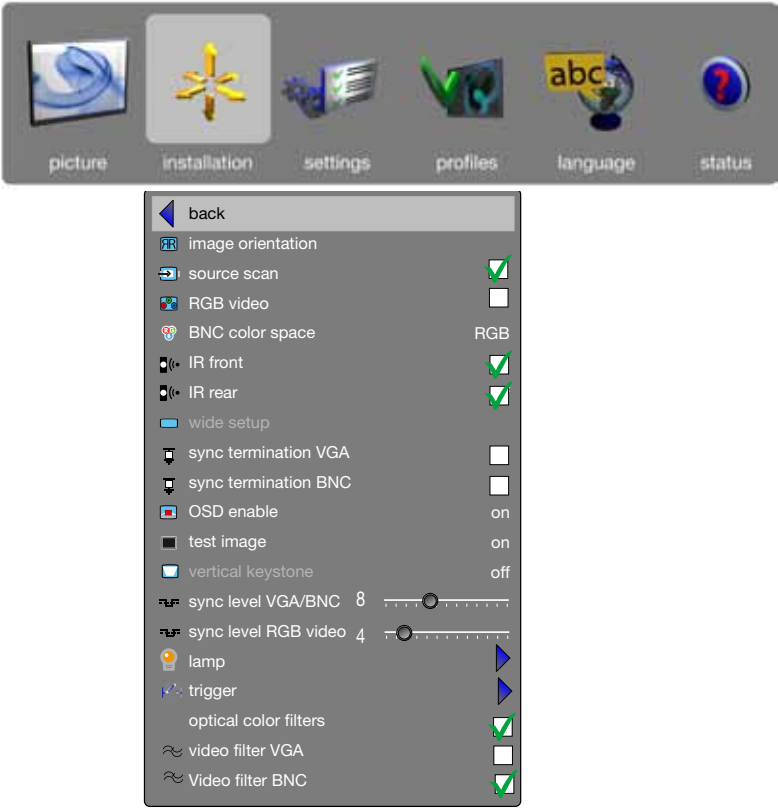 abc
picture installation settings profiles language status
back
image orientation
source scan
RGB video
BNC color space RGB
IR front
IR rear
wide setup
sync termination VGA
sync termination BNC
OSD enable on
test image on
vertical keystone off
sync level VGA/BNC 8
sync level RGB video 4
lamp
trigger
optical color filters
video filter VGA
Video filter BNC